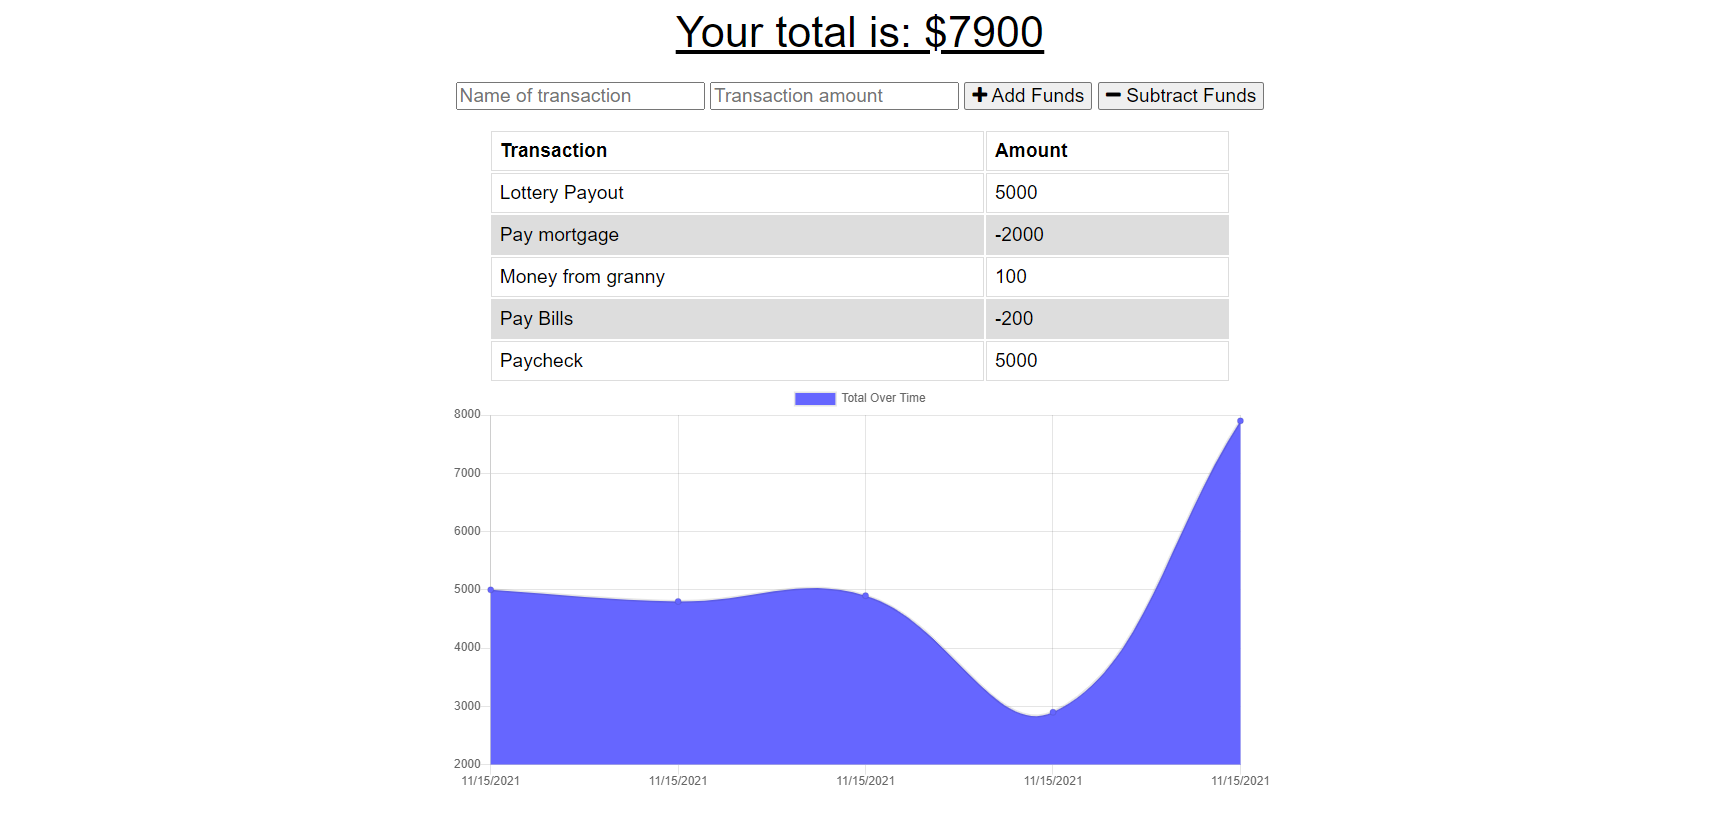 Your total is: $7900
Name of transaction Transaction amount Add Funds Subtract Funds
Transaction Amount
Lottery Payout 5000
Pay mortgage -2000
Money from granny 100
Pay Bills -200
Paycheck 5000
Total Over Time
8000
7000
6000
5000
4000
3000
2000
11/15/2021 11/15/2021 11/15/2021 11/15/2021 11/15/2021